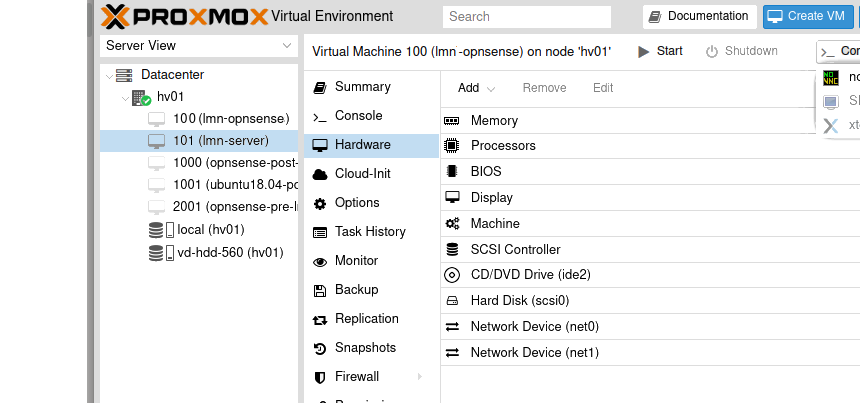 PROXMOX Virtual Environment
Search
Documentation
Create VM
Server View
Virtual Machine 100 (lmn-opnsense) on node 'hv01'
Start
Shutdown
Datacenter
hv01
100 (lmn-opnsense)
101 (lmn-server)
1000 (opnsense-post-
1001 (ubuntu18.04-po
2001 (opnsense-pre-l
local (hv01)
vd-hdd-560 (hv01)
Summary
Console
Hardware
Cloud-Init
Options
Task History
Monitor
Backup
Replication
Snapshots
Firewall
Add
Remove
Edit
Memory
Processors
BIOS
Display
Machine
SCSI Controller
CD/DVD Drive (ide2)
Hard Disk (scsi0)
Network Device (net0)
Network Device (net1)